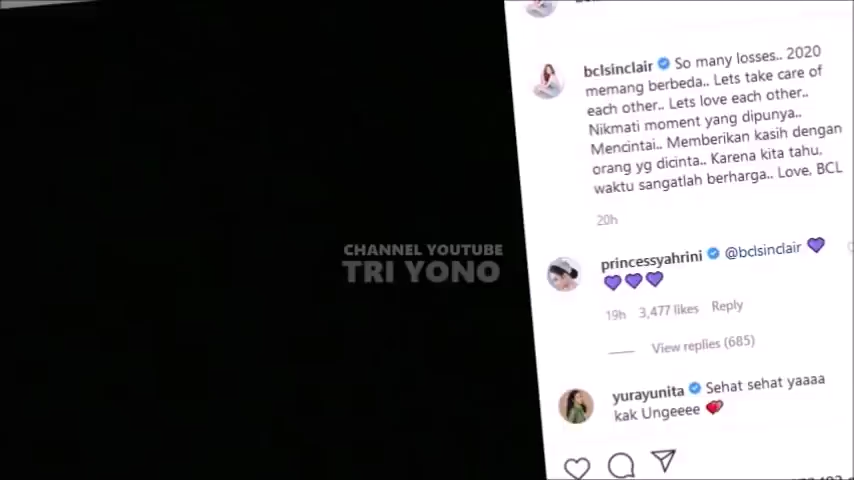 bclsinclair So many losses.. 2020
memang berbeda.. Lets take care of
each other.. Lets love each other..
Nikmati moment yang dipunya..
Mencintai.. Memberikan kasih dengan
orang yg dicinta.. Karena kita tahu,
waktu sangatlah berharga.. Love, BCL
20h
CHANNEL YOUTUBE
TRI YONO
princessyahrini @bclsinclair 💜
💜💜💜
19h 3,477 likes Reply
View replies (685)
yurayunita Sehat sehat yaaaa
kak Ungeeee 💕